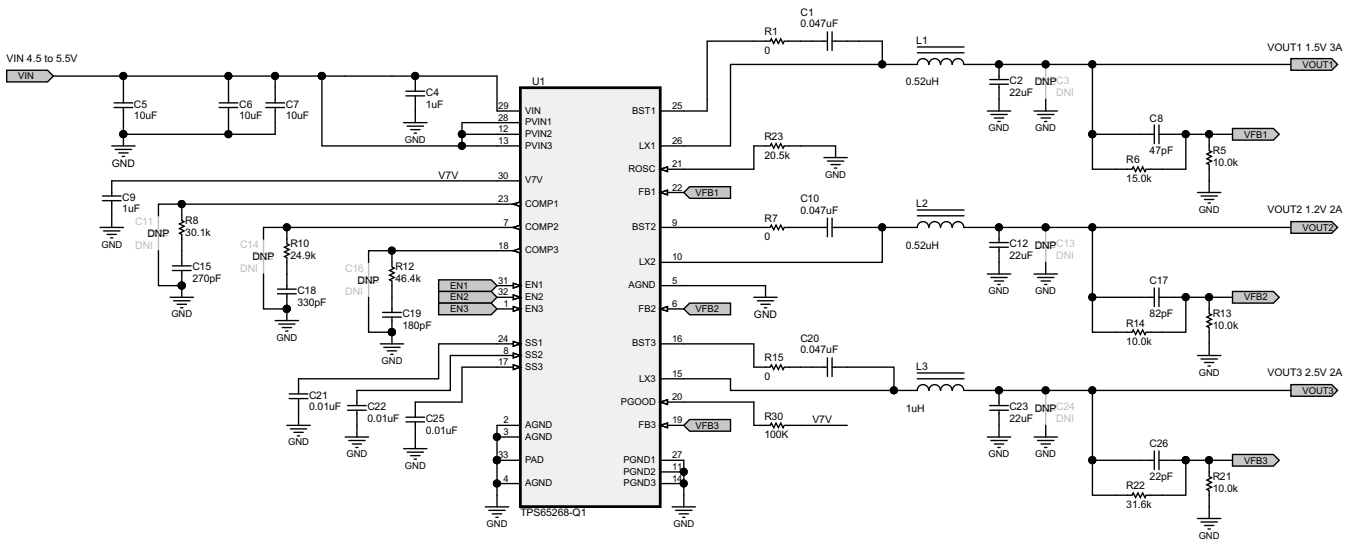 VIN 4.5 to 5.5V
VIN
C5
10uF
C6
10uF
C7
10uF
C4
1uF
GND
GND
V7V
C9
1uF
GND
C11
DNP
DNI
R8
30.1k
C15
270pF
GND
C14
DNP
DNI
R10
24.9k
C18
330pF
GND
C16
DNP
DNI
R12
46.4k
C19
180pF
GND
EN1
EN2
EN3
C21
0.01uF
GND
C22
0.01uF
GND
C25
0.01uF
GND
GND
U1
29 VIN
28 PVIN1
12 PVIN2
13 PVIN3
30 V7V
23 COMP1
7 COMP2
18 COMP3
31 EN1
32 EN2
1 EN3
24 SS1
8 SS2
17 SS3
2 AGND
3 AGND
33 PAD
4 AGND
BST1 25
LX1 26
ROSC 21
FB1 22
BST2 9
LX2 10
AGND 5
FB2 6
BST3 16
LX3 15
PGOOD 20
FB3 19
PGND1 27
PGND2 11
PGND3 14
TPS65268-Q1
GND
R1
0
C1
0.047uF
R23
20.5k
GND
VFB1
L1
0.52uH
C2
22uF
GND
DNP
C3
DNI
GND
VOUT1 1.5V 3A
VOUT1
C8
47pF
R6
15.0k
VFB1
R5
10.0k
GND
R7
0
C10
0.047uF
GND
VFB2
L2
0.52uH
C12
22uF
GND
DNP
C13
DNI
GND
VOUT2 1.2V 2A
VOUT2
C17
82pF
R14
10.0k
VFB2
R13
10.0k
GND
R15
0
C20
0.047uF
R30
100K
V7V
VFB3
L3
1uH
C23
22uF
GND
DNP
C24
DNI
GND
VOUT3 2.5V 2A
VOUT3
C26
22pF
R22
31.6k
VFB3
R21
10.0k
GND